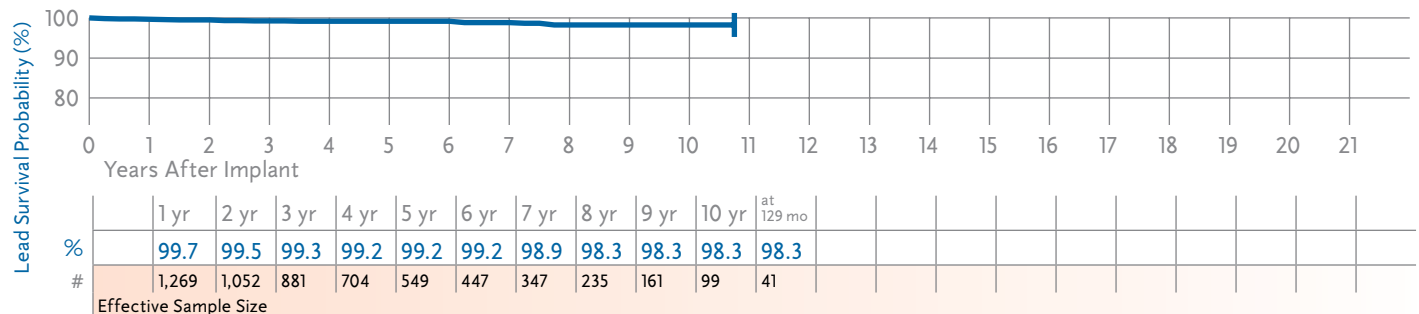 Lead Survival Probability (%)
100
90
80
0 1 2 3 4 5 6 7 8 9 10 11 12 13 14 15 16 17 18 19 20 21
Years After Implant
1 yr 2 yr 3 yr 4 yr 5 yr 6 yr 7 yr 8 yr 9 yr 10 yr at 129 mo
% 99.7 99.5 99.3 99.2 99.2 99.2 98.9 98.3 98.3 98.3 98.3
# 1,269 1,052 881 704 549 447 347 235 161 99 41
Effective Sample Size